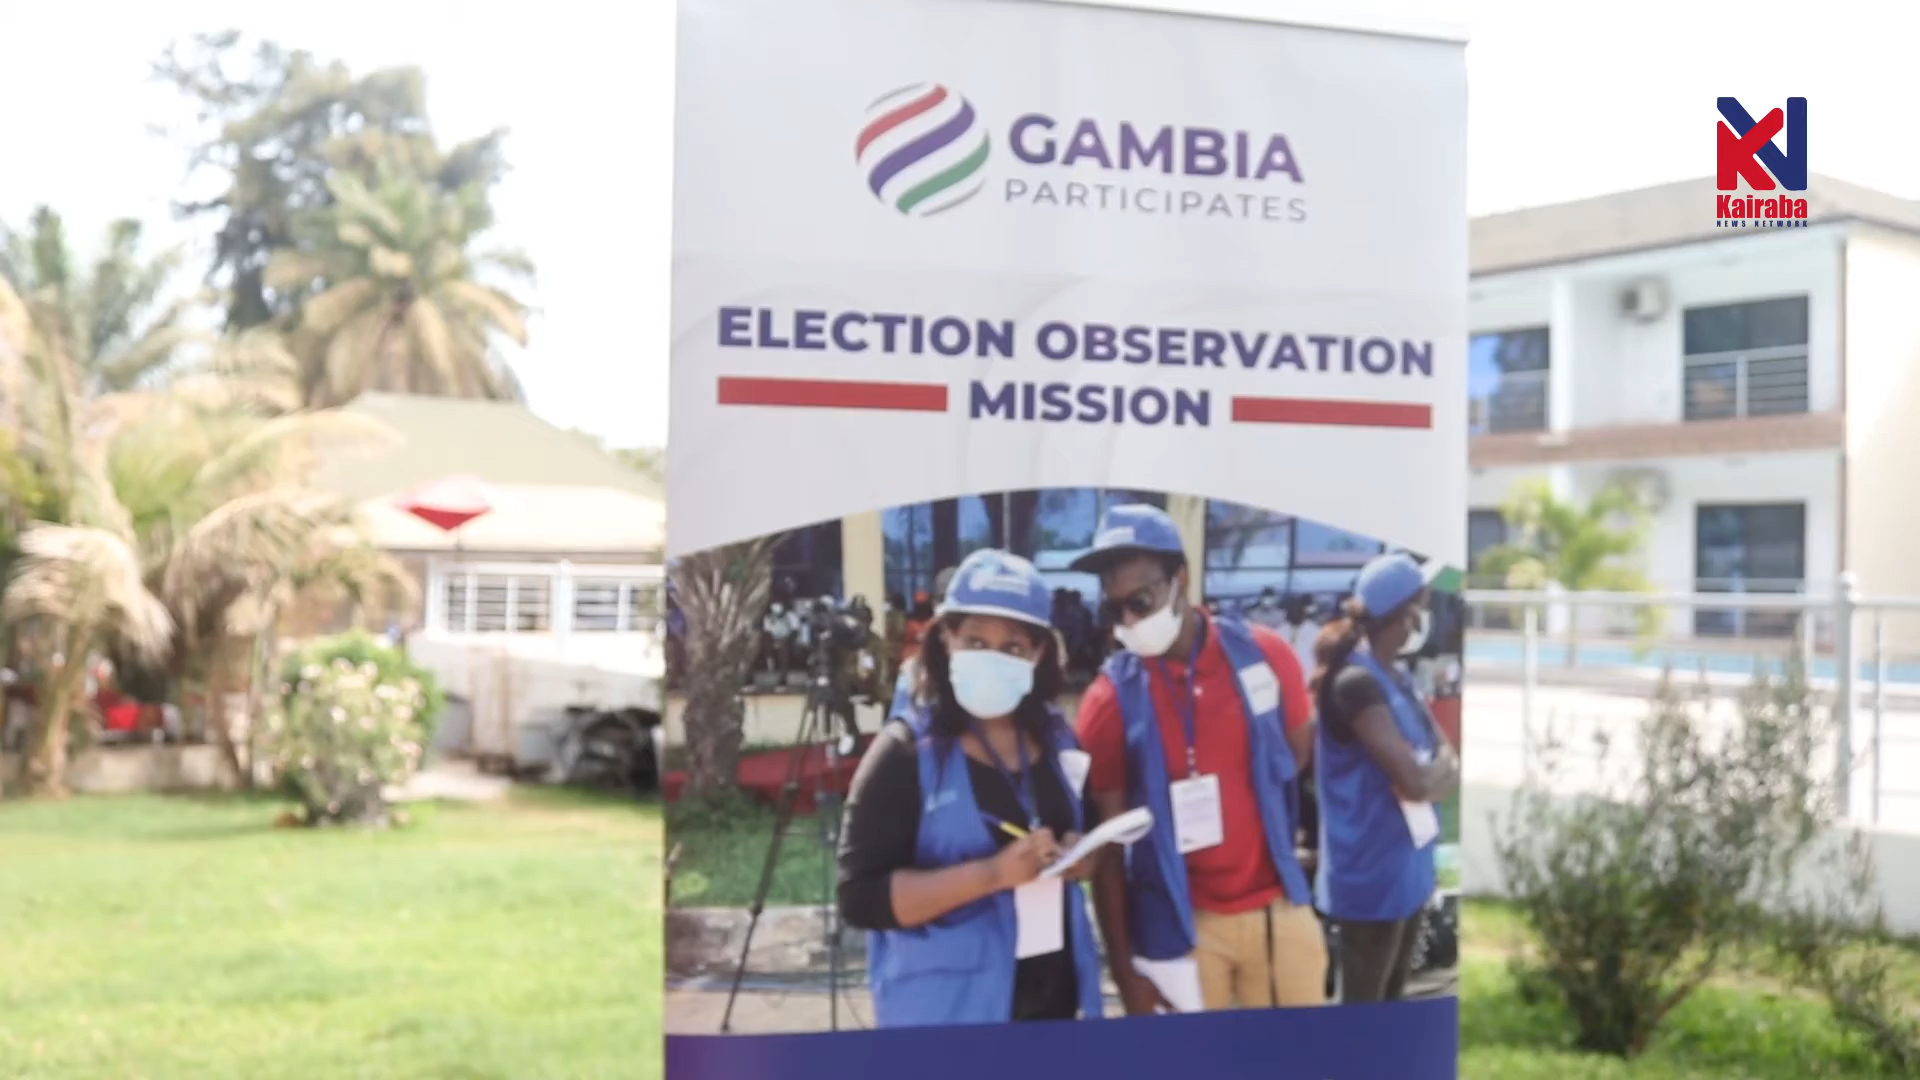 GAMBIA
PARTICIPATES
ELECTION OBSERVATION
MISSION
Kairaba
NEWS NETWORK